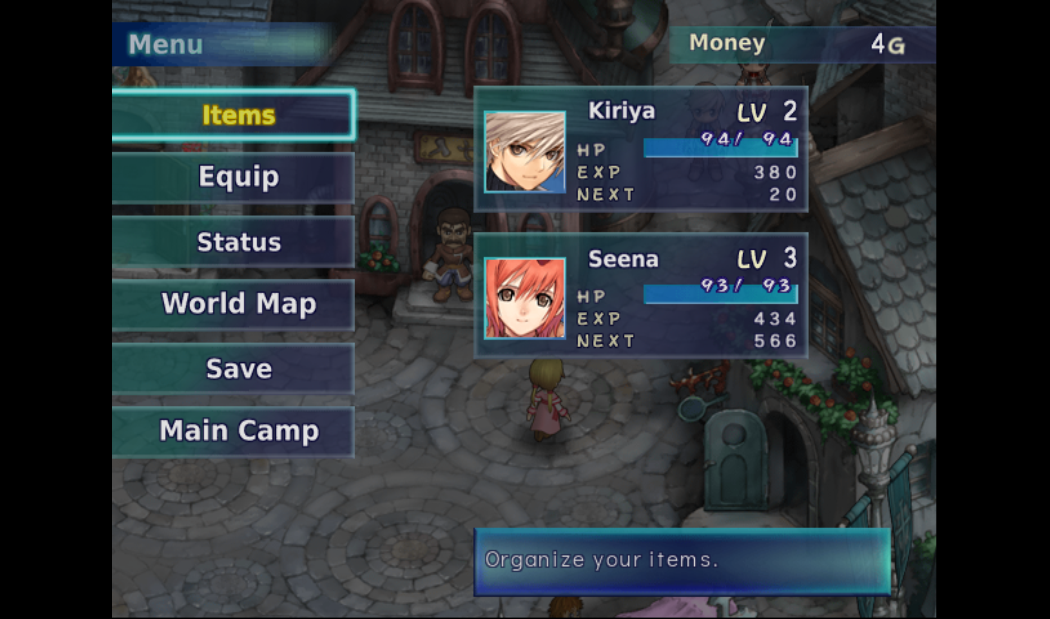 Menu
Money 4G
Items
Equip
Status
World Map
Save
Main Camp
Kiriya LV 2
HP 94/ 94
EXP 380
NEXT 20
Seena LV 3
HP 93/ 93
EXP 434
NEXT 566
Organize your items.